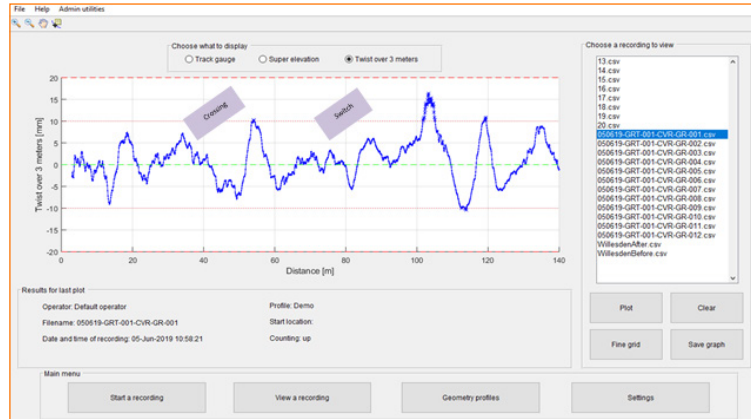 File Help Admin utilities
Choose what to display
Track gauge Super elevation Twist over 3 meters
Choose a recording to view
13.csv
14.csv
15.csv
16.csv
17.csv
18.csv
19.csv
20.csv
050619-GRT-001-CVR-GR-001.csv
050619-GRT-001-CVR-GR-002.csv
050619-GRT-001-CVR-GR-003.csv
050619-GRT-001-CVR-GR-004.csv
050619-GRT-001-CVR-GR-005.csv
050619-GRT-001-CVR-GR-006.csv
050619-GRT-001-CVR-GR-007.csv
050619-GRT-001-CVR-GR-008.csv
050619-GRT-001-CVR-GR-009.csv
050619-GRT-001-CVR-GR-010.csv
050619-GRT-001-CVR-GR-011.csv
050619-GRT-001-CVR-GR-012.csv
WillesdenAfter.csv
WillesdenBefore.csv
Twist over 3 meters [mm]
20
15
10
5
0
-5
-10
-15
-20
Crossing
Switch
0 20 40 60 80 100 120 140
Distance [m]
Plot Clear
Fine grid Save graph
Results for last plot
Operator: Default operator Profile: Demo
Filename: 050619-GRT-001-CVR-GR-001 Start location:
Date and time of recording: 05-Jun-2019 10:58:21 Counting: up
Main menu
Start a recording View a recording Geometry profiles Settings